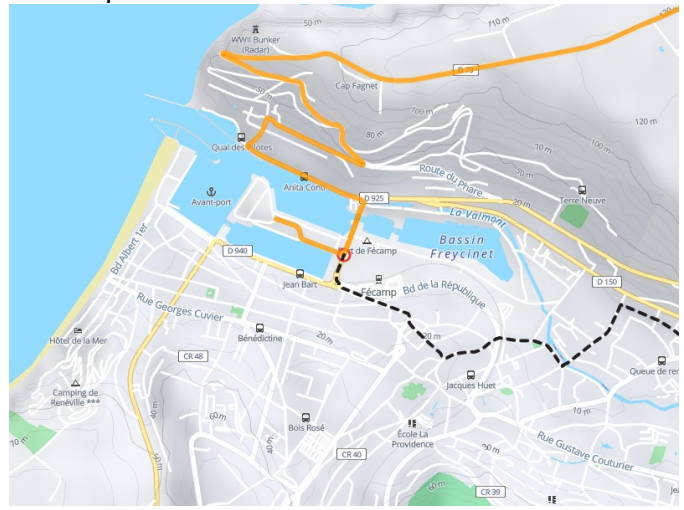 50 m
110 m
120 m
WWII Bunker
(Radar)
D 79
Cap Fagnet
50 m
100 m
120 m
80 m
100 m
10 m
Quai des
Anita Conti
Route du Phare
Terre Neuve
Avant-port
D 925
La Valmont
20 m
Bd Albert 1er
D 940
de Fécamp
Bassin
Freycinet
D 150
Jean Bart
Fécamp
Bd de la République
Rue Georges Cuvier
20 m
20 m
Hôtel de la Mer
Bénédictine
CR 48
Queue de
Camping de
Renéville ***
40 m
Jacques Huet
10 m
60 m
Bois Rosé
École La
Providence
Rue Gustave Couturier
70 m
40 m
CR 40
50 m
60 m
CR 39